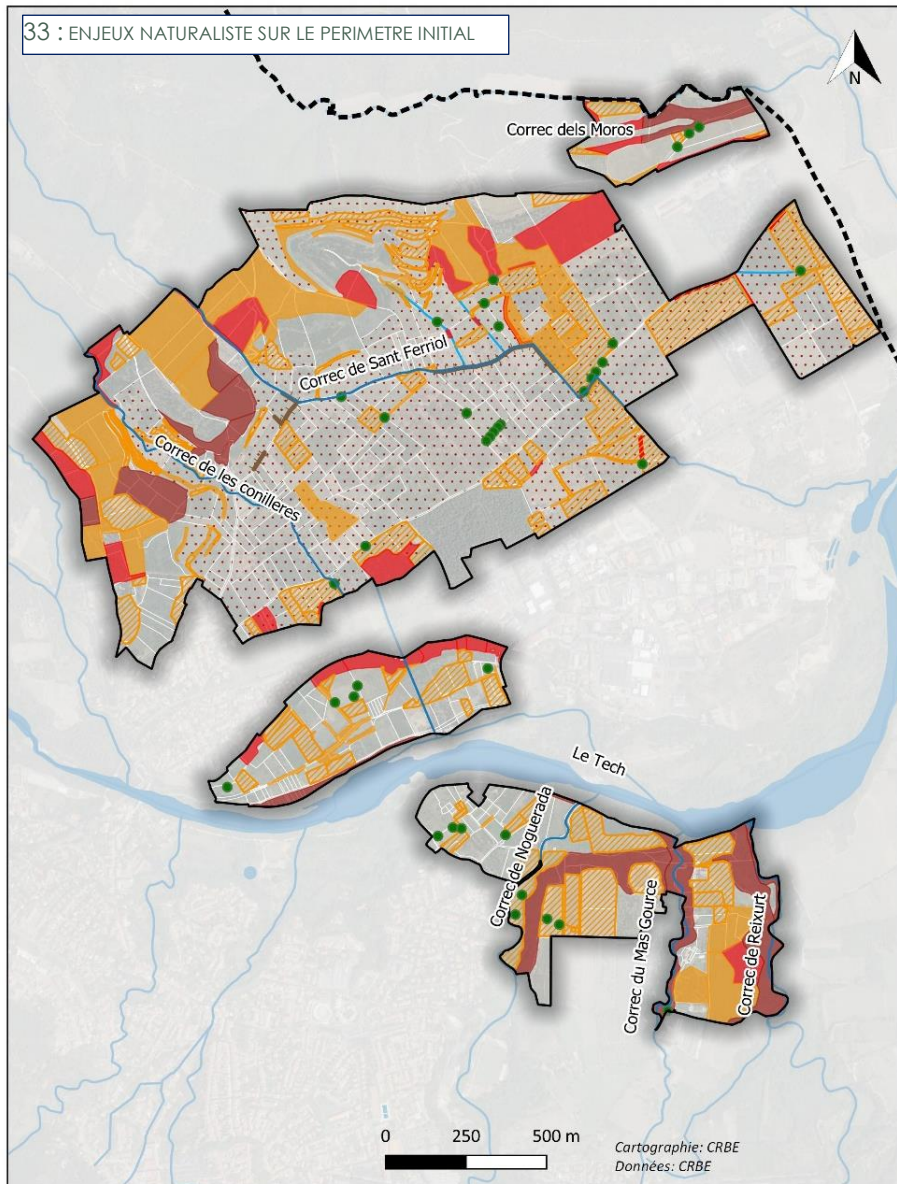 33 : ENJEUX NATURALISTE SUR LE PERIMETRE INITIAL
N
Correc dels Moros
Correc de Sant Ferriol
Correc de les conilleres
Le Tech
Correc de Noguerada
Correc du Mas Gource
Correc de Reixurt
0 250 500 m
Cartographie: CRBE
Données: CRBE